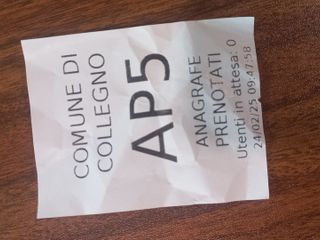 COMUNE DI
COLLEGNO
AP5
ANAGRAFE
PRENOTATI
Utenti in attesa: 0
24/02/25 09:47:58